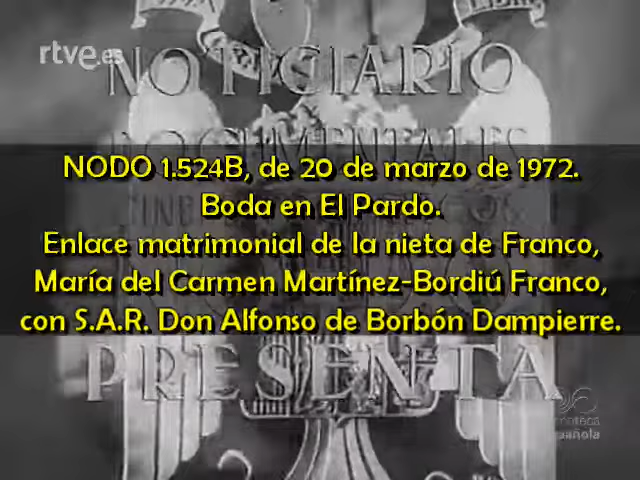 rtve.es
NOTICIARIO
DOCUMENTALES
NODO 1.524B, de 20 de marzo de 1972.
Boda en El Pardo.
Enlace matrimonial de la nieta de Franco,
María del Carmen Martínez-Bordiú Franco,
con S.A.R. Don Alfonso de Borbón Dampierre.
PRESENTA